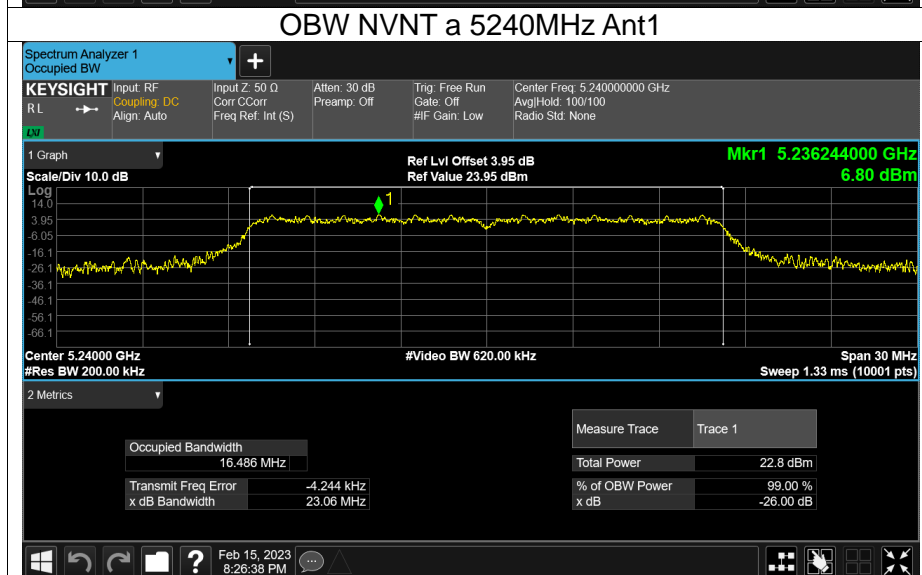 OBW NVNT a 5240MHz Ant1
Spectrum Analyzer 1
Occupied BW
+
KEYSIGHT
R L
LXI
Input: RF
Coupling: DC
Align: Auto
Input Z: 50 Ω
Corr CCorr
Freq Ref: Int (S)
Atten: 30 dB
Preamp: Off
Trig: Free Run
Gate: Off
#IF Gain: Low
Center Freq: 5.240000000 GHz
Avg|Hold: 100/100
Radio Std: None
1 Graph
Scale/Div 10.0 dB
Ref Lvl Offset 3.95 dB
Ref Value 23.95 dBm
Mkr1 5.236244000 GHz
6.80 dBm
Log
14.0
3.95
-6.05
-16.1
-26.1
-36.1
-46.1
-56.1
-66.1
1
Center 5.24000 GHz
#Res BW 200.00 kHz
#Video BW 620.00 kHz
Span 30 MHz
Sweep 1.33 ms (10001 pts)
2 Metrics
Measure Trace Trace 1
Occupied Bandwidth
16.486 MHz
Total Power 22.8 dBm
Transmit Freq Error -4.244 kHz
% of OBW Power 99.00 %
x dB Bandwidth 23.06 MHz
x dB -26.00 dB
?
Feb 15, 2023
8:26:38 PM